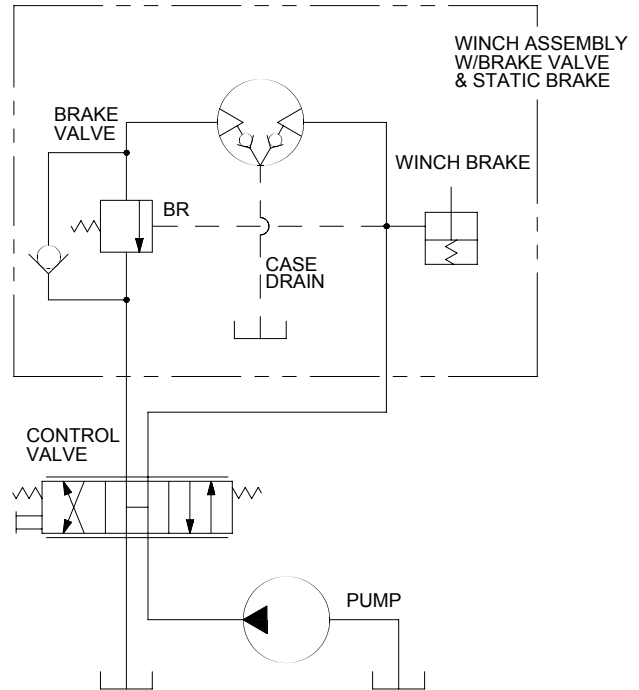 WINCH ASSEMBLY
W/BRAKE VALVE
& STATIC BRAKE
BRAKE
VALVE
WINCH BRAKE
BR
CASE
DRAIN
CONTROL
VALVE
PUMP